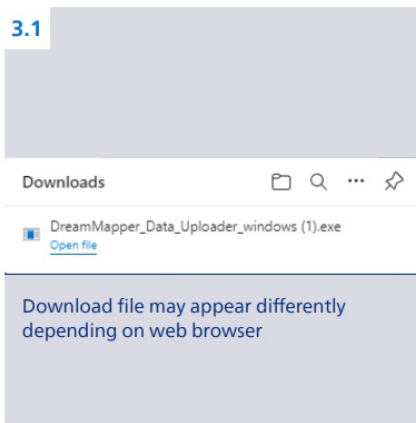 3.1
Downloads
DreamMapper_Data_Uploader_windows (1).exe
Open file
Download file may appear differently
depending on web browser